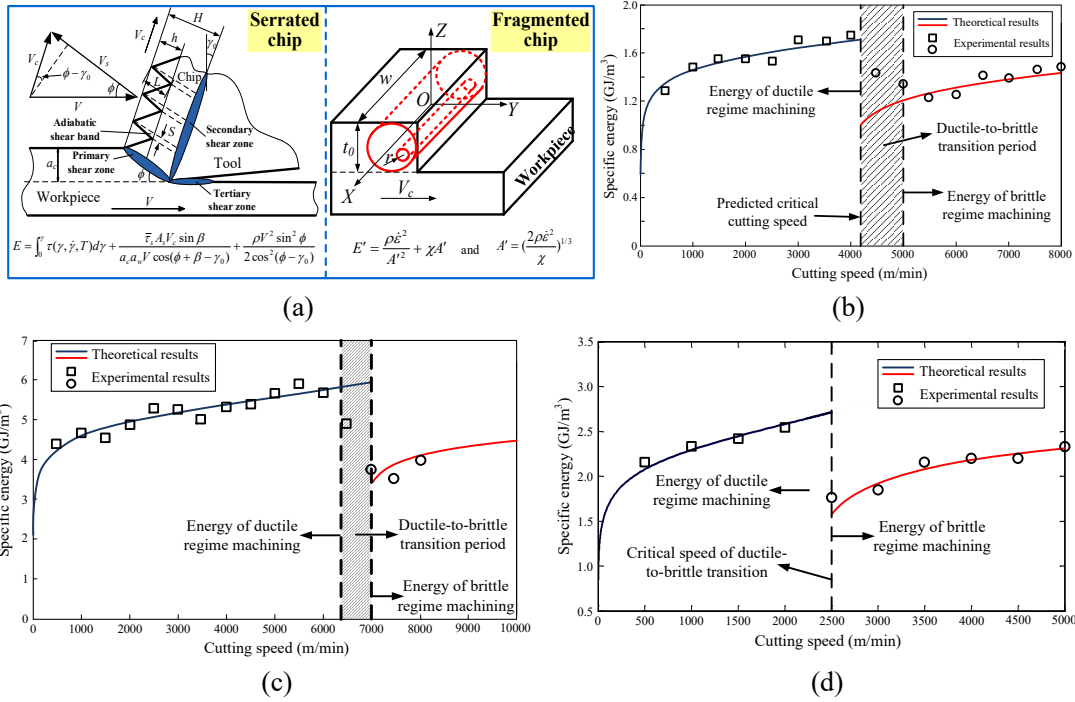 Serrated
chip
Fragmented
chip
H
V_c
γ_0
h
V_s
V_c
ϕ − γ_0
ϕ
V
L
Chip
S
Adiabatic
shear band
Secondary
shear zone
Primary
shear zone
a_c
ϕ
Tool
Tertiary
shear zone
Workpiece
V
Z
w
O
Y
t_0
r
X
V_c
Workpiece
E = ∫_0^γ τ(γ, γ̇, T)dγ + τ̄_s A_s V_c sin β / a_c a_w V cos(ϕ + β − γ_0) + ρV² sin² ϕ / 2cos²(ϕ − γ_0)
E′ = ρε̇² / A′² + χA′ and A′ = (2ρε̇² / χ)^{1/3}
(a)
Specific energy (GJ/m³)
2.0
1.6
1.2
0.8
0.4
0
Theoretical results
Experimental results
Energy of ductile
regime machining
Ductile-to-brittle
transition period
Predicted critical
cutting speed
Energy of brittle
regime machining
0 1000 2000 3000 4000 5000 6000 7000 8000
Cutting speed (m/min)
(b)
Specific energy (GJ/m³)
7
6
5
4
3
2
1
0
Theoretical results
Experimental results
Energy of ductile
regime machining
Ductile-to-brittle
transition period
Energy of brittle
regime machining
0 1000 2000 3000 4000 5000 6000 7000 8000 10000
Cutting speed (m/min)
(c)
Specific energy (GJ/m³)
3.5
3.0
2.5
2.0
1.5
1.0
0.5
Theoretical results
Experimental results
Energy of ductile
regime machining
Energy of brittle
regime machining
Critical speed of ductile-
to-brittle transition
0 500 1000 1500 2000 2500 3000 3500 4000 4500 5000
Cutting speed (m/min)
(d)